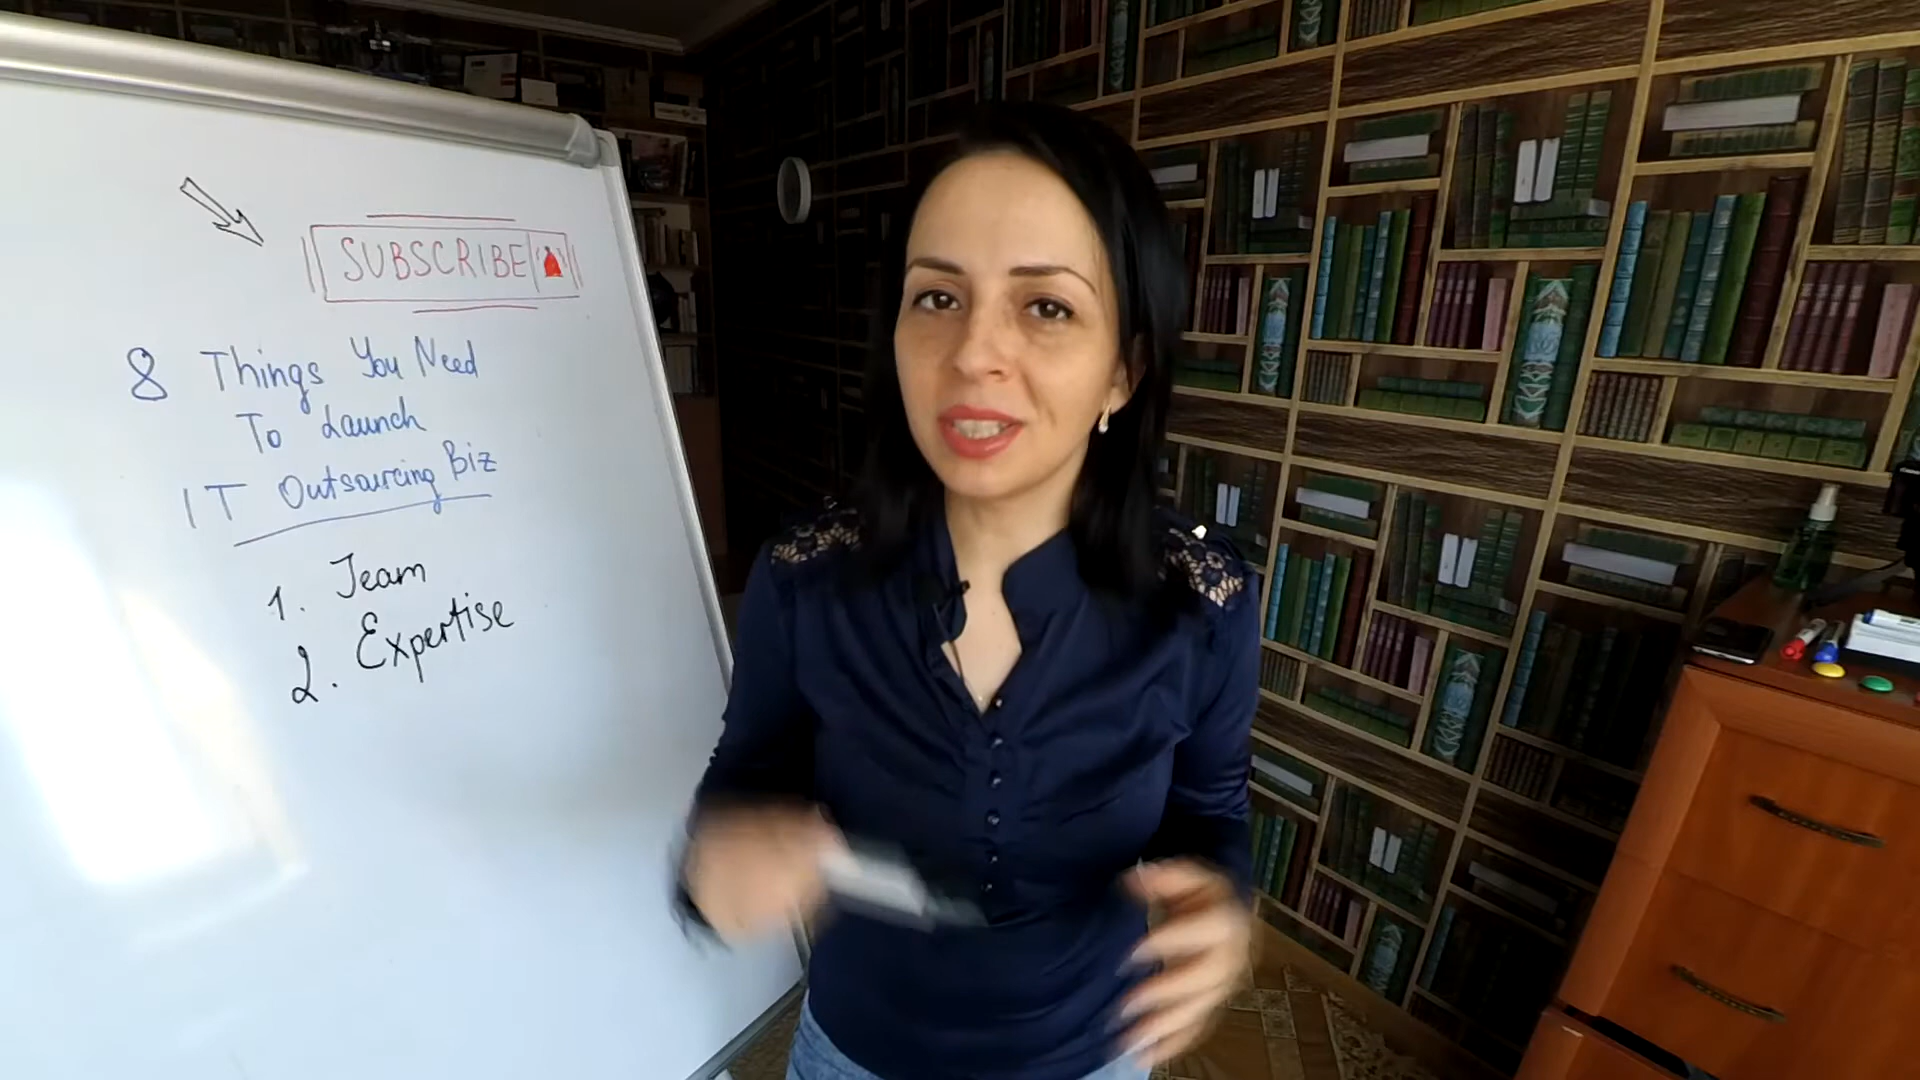 SUBSCRIBE
8 Things You Need
To Launch
IT Outsourcing Biz
1. Team
2. Expertise